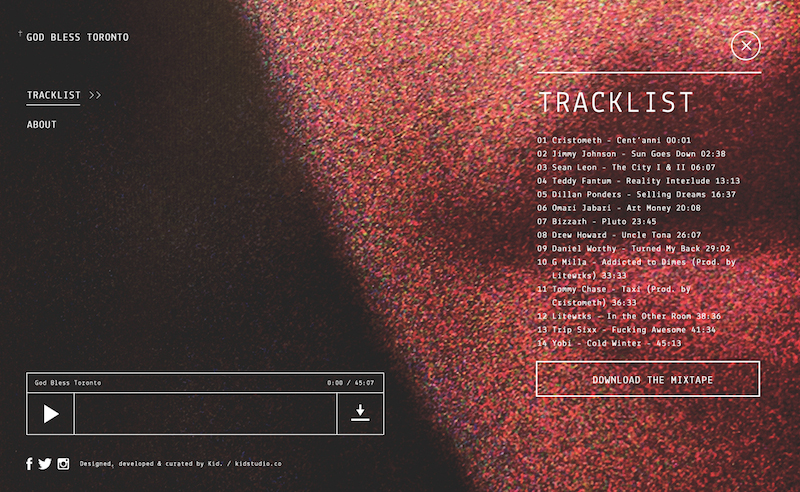 † GOD BLESS TORONTO
TRACKLIST >>
ABOUT
TRACKLIST
01 Cristometh - Cent'anni 00:01
02 Jimmy Johnson - Sun Goes Down 02:38
03 Sean Leon - The City I & II 06:07
04 Teddy Fantum - Reality Interlude 13:13
05 Dillan Ponders - Selling Dreams 16:37
06 Omari Jabari - Art Money 20:08
07 Bizzarh - Pluto 23:45
08 Drew Howard - Uncle Tona 26:07
09 Daniel Worthy - Turned My Back 29:02
10 G Milla - Addicted to Dimes (Prod. by
Litewrks) 33:33
11 Tommy Chase - Taxi (Prod. by
Cristometh) 36:33
12 Litewrks - In the Other Room 38:36
13 Trip Sixx - Fucking Awesome 41:34
14 Yobi - Cold Winter - 45:13
DOWNLOAD THE MIXTAPE
God Bless Toronto 0:00 / 45:07
Designed, developed & curated by Kid. / kidstudio.co